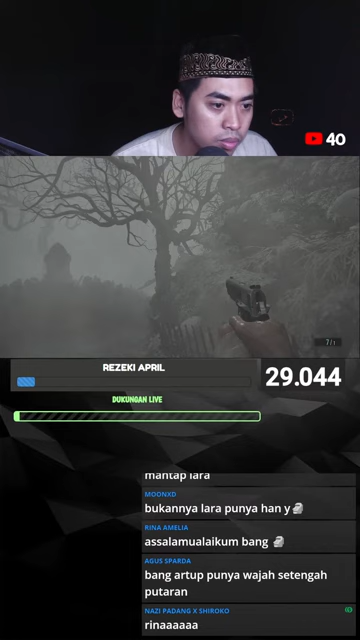 40
7/1
REZEKI APRIL
29.044
DUKUNGAN LIVE
mantap lara
MOONXD
bukannya lara punya han y🗿
RINA AMELIA
assalamualaikum bang 🗿
AGUS SPARDA
bang artup punya wajah setengah
putaran
NAZI PADANG X SHIROKO
rinaaaaaa